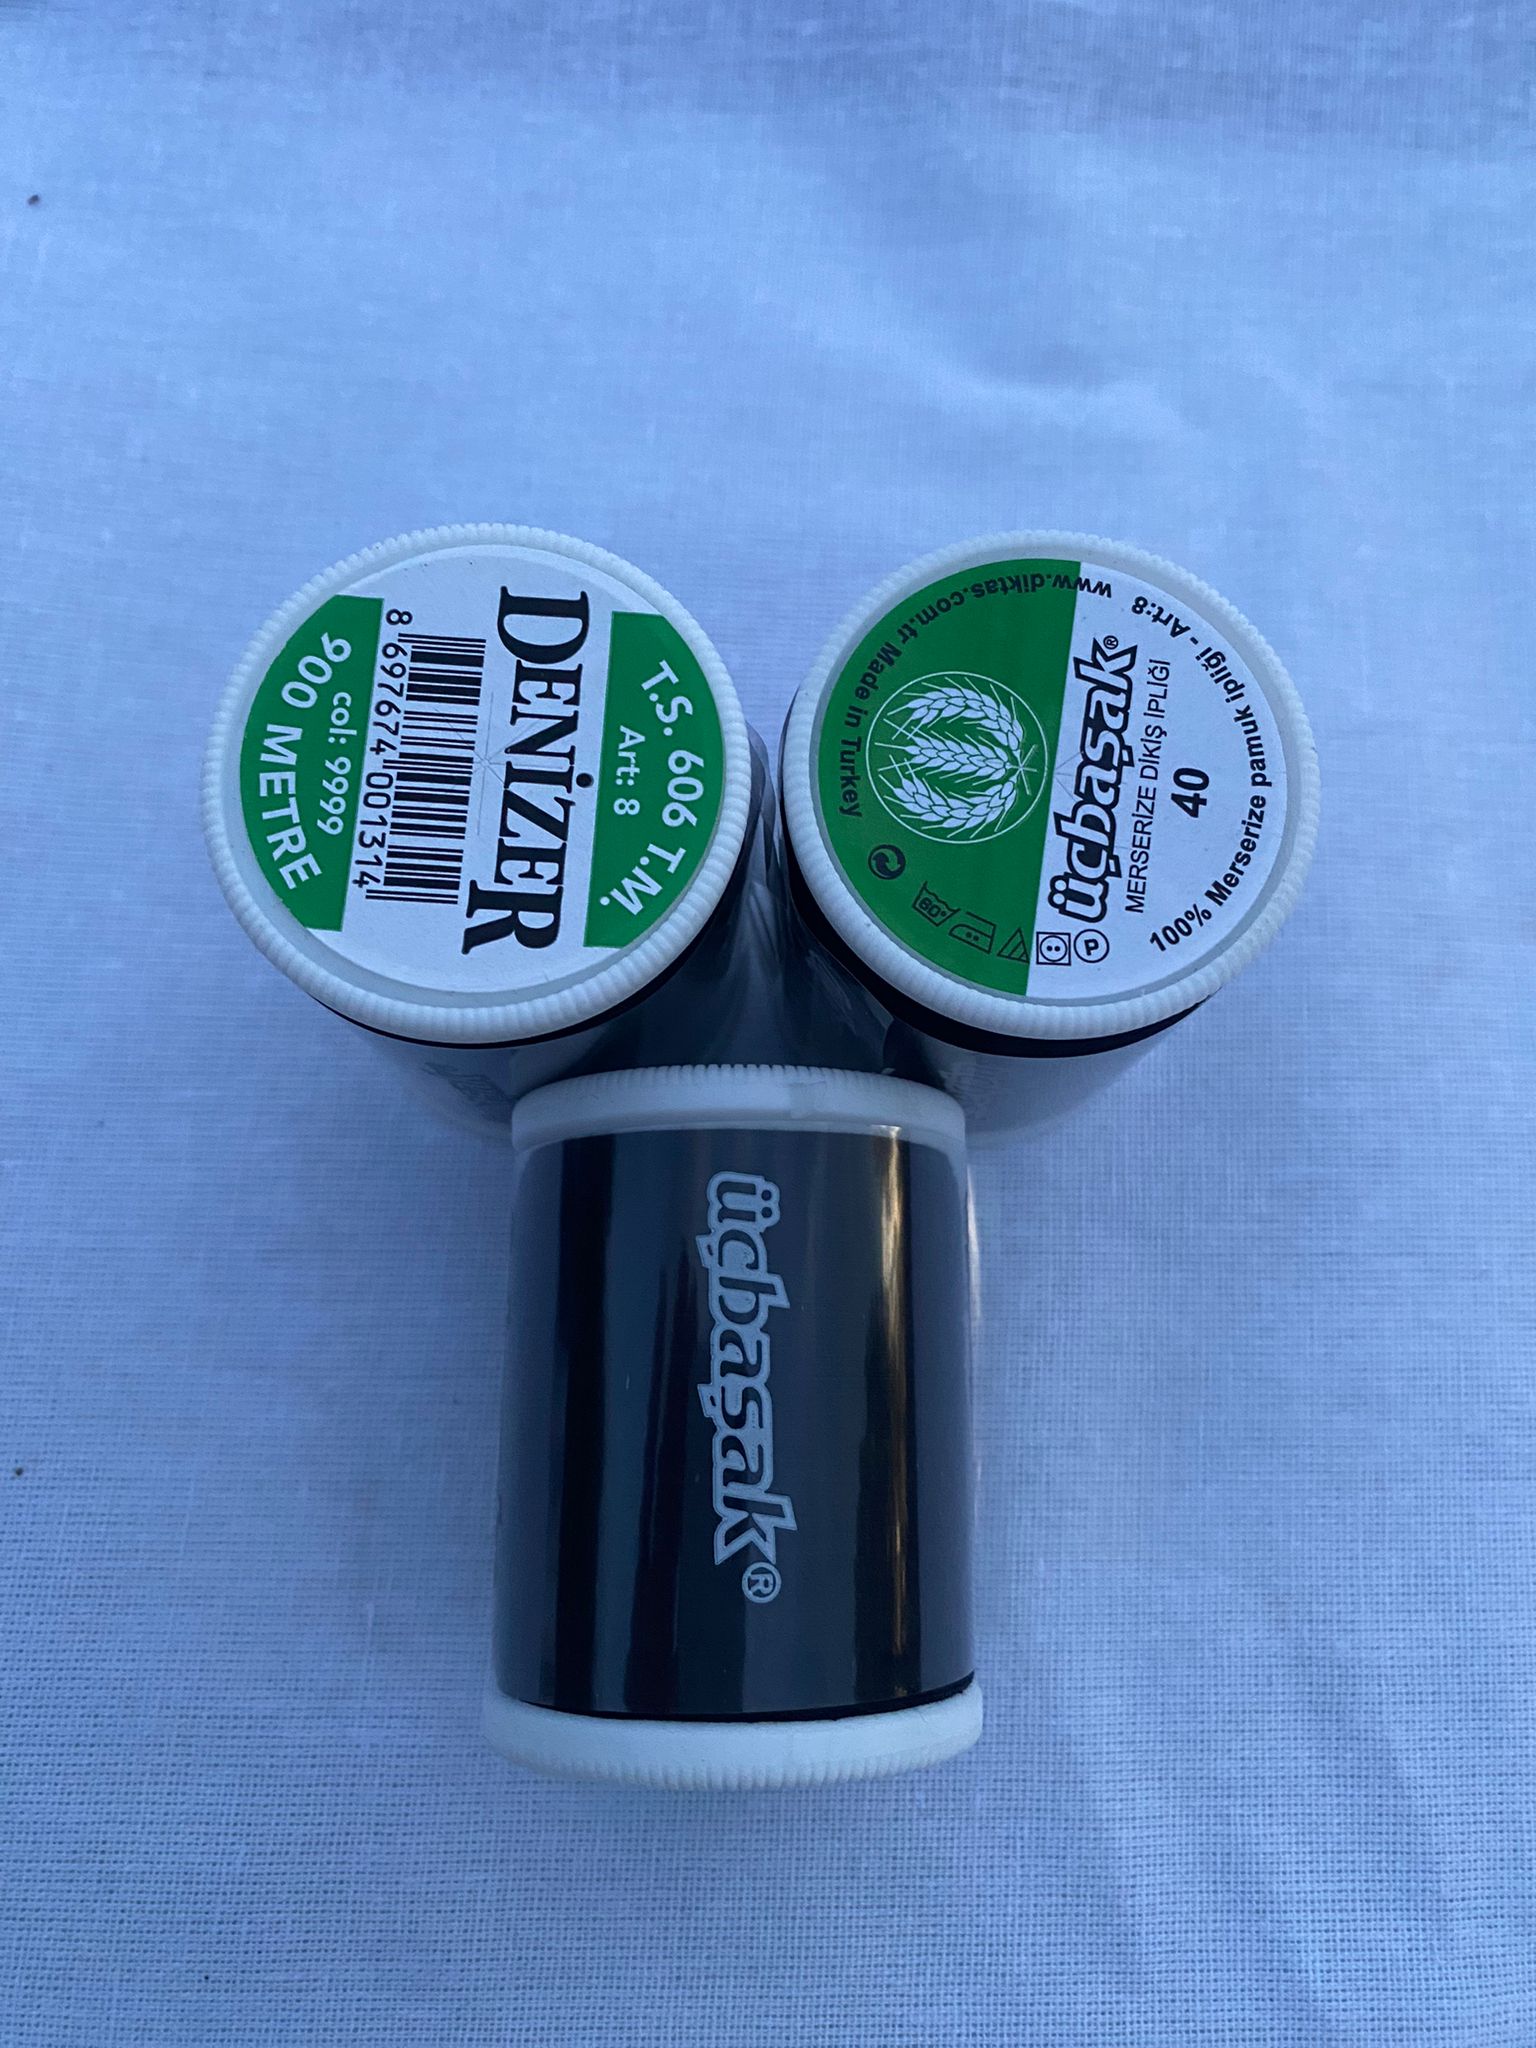 T.S. 606 T.M.
Art: 8
DENİZER
8 697674 001314
col: 9999
900 METRE
www.diktas.com.tr Made in Turkey
üçbaşak®
MERSERİZE DİKİŞ İPLİĞİ
40
100% Merserize pamuk ipliği - Art:8
60°
P
üçbaşak®